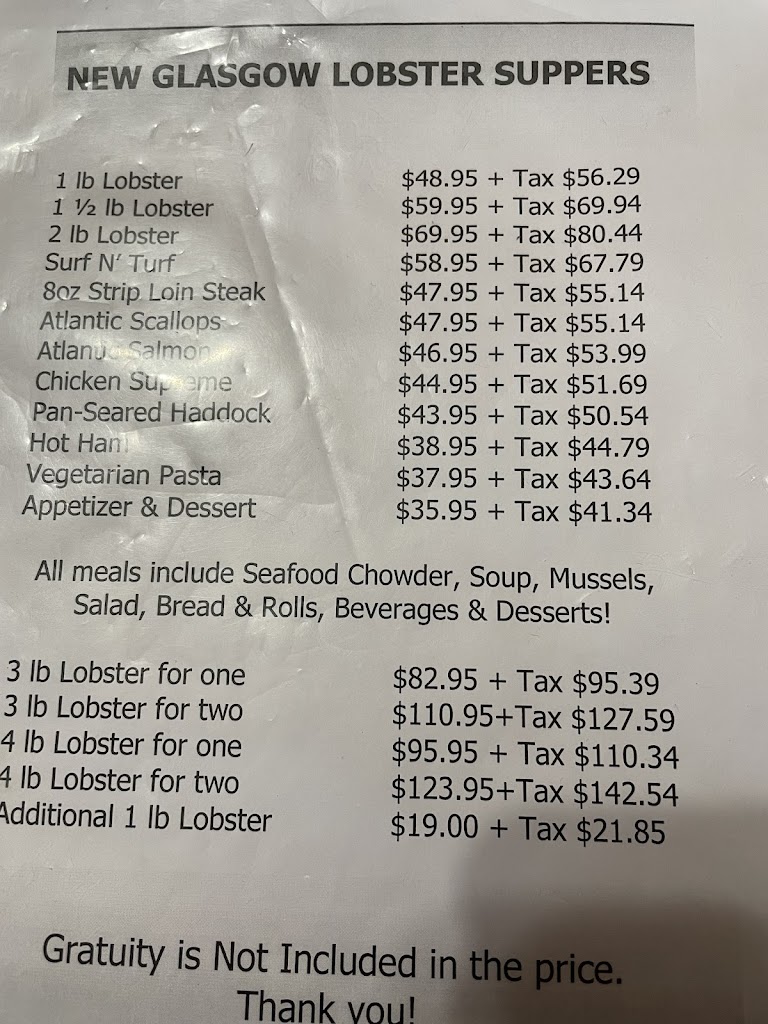 NEW GLASGOW LOBSTER SUPPERS
1 lb Lobster $48.95 + Tax $56.29
1 ½ lb Lobster $59.95 + Tax $69.94
2 lb Lobster $69.95 + Tax $80.44
Surf N' Turf $58.95 + Tax $67.79
8oz Strip Loin Steak $47.95 + Tax $55.14
Atlantic Scallops $47.95 + Tax $55.14
Atlantic Salmon $46.95 + Tax $53.99
Chicken Supreme $44.95 + Tax $51.69
Pan-Seared Haddock $43.95 + Tax $50.54
Hot Ham $38.95 + Tax $44.79
Vegetarian Pasta $37.95 + Tax $43.64
Appetizer & Dessert $35.95 + Tax $41.34
All meals include Seafood Chowder, Soup, Mussels,
Salad, Bread & Rolls, Beverages & Desserts!
3 lb Lobster for one $82.95 + Tax $95.39
3 lb Lobster for two $110.95+Tax $127.59
4 lb Lobster for one $95.95 + Tax $110.34
4 lb Lobster for two $123.95+Tax $142.54
Additional 1 lb Lobster $19.00 + Tax $21.85
Gratuity is Not Included in the price.
Thank you!